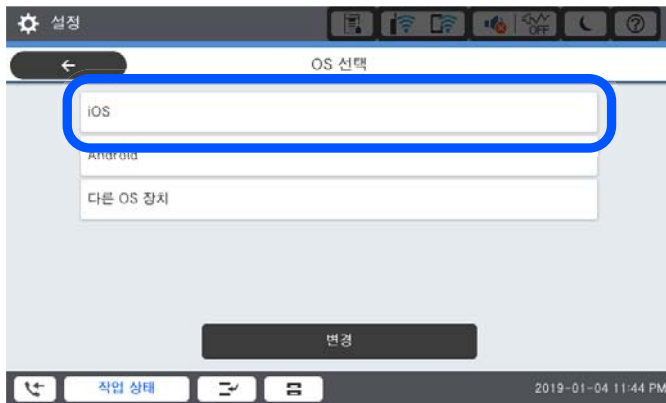 설정
OFF
OS 선택
iOS
Android
다른 OS 장치
변경
작업 상태
2019-01-04 11:44 PM